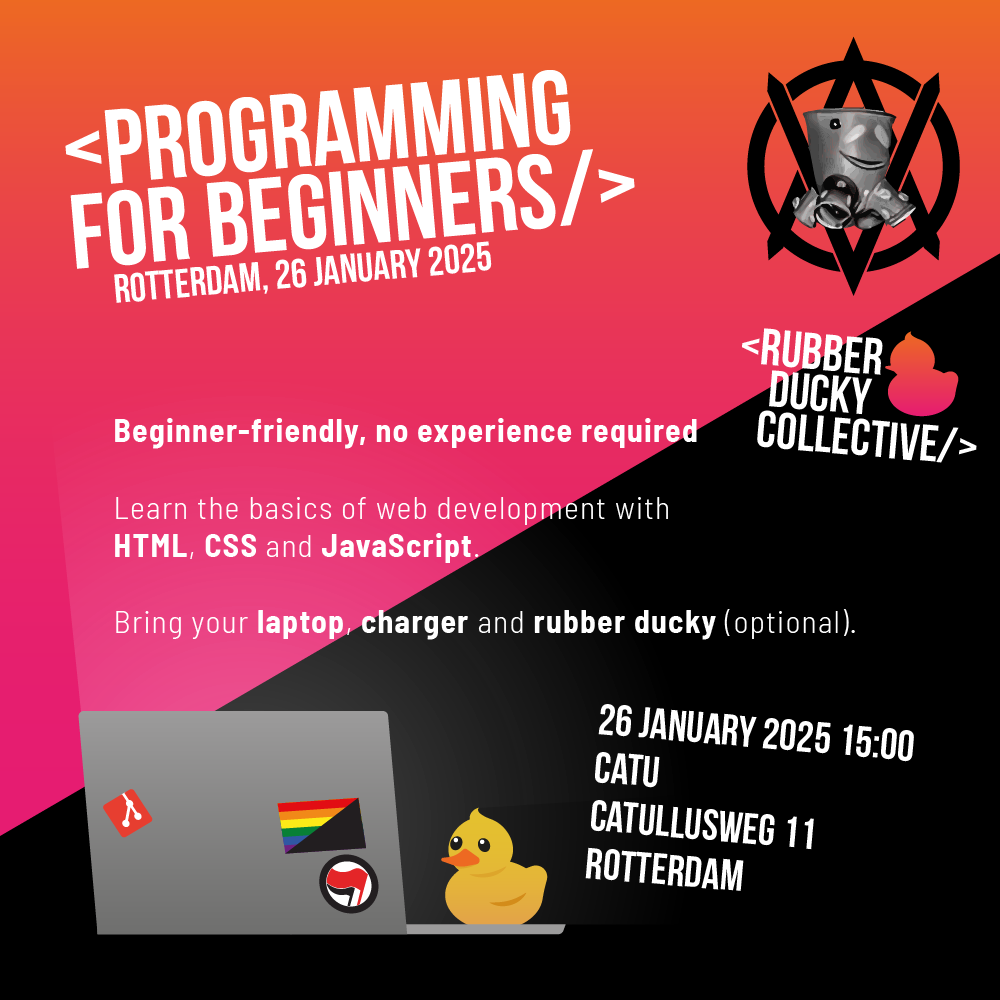 <PROGRAMMING
FOR BEGINNERS/>
ROTTERDAM, 26 JANUARY 2025
<RUBBER
DUCKY
COLLECTIVE/>
Beginner-friendly, no experience required
Learn the basics of web development with
HTML, CSS and JavaScript.
Bring your laptop, charger and rubber ducky (optional).
26 JANUARY 2025 15:00
CATU
CATULLUSWEG 11
ROTTERDAM